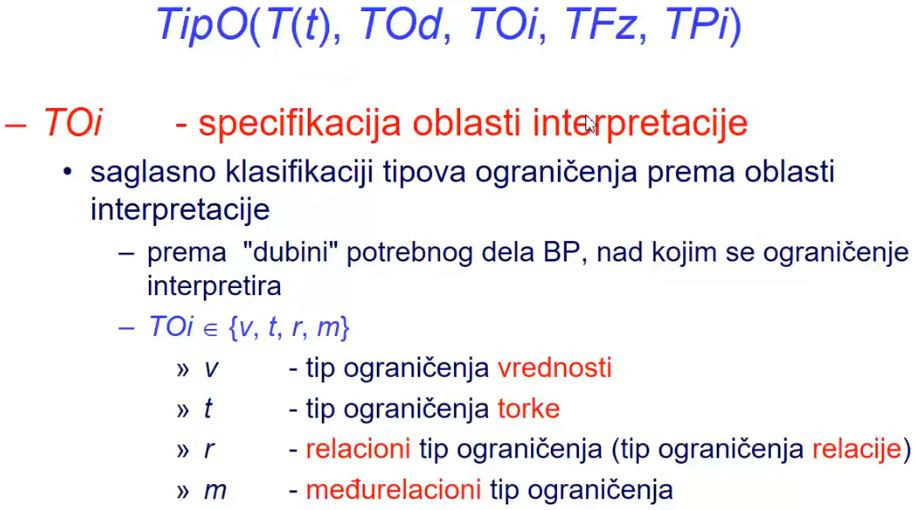 TipO(T(t), TOd, TOi, TFz, TPi)
– TOi - specifikacija oblasti interpretacije
• saglasno klasifikaciji tipova ograničenja prema oblasti
interpretacije
– prema "dubini" potrebnog dela BP, nad kojim se ograničenje
interpretira
– TOi ∈ {v, t, r, m}
» v - tip ograničenja vrednosti
» t - tip ograničenja torke
» r - relacioni tip ograničenja (tip ograničenja relacije)
» m - međurelacioni tip ograničenja